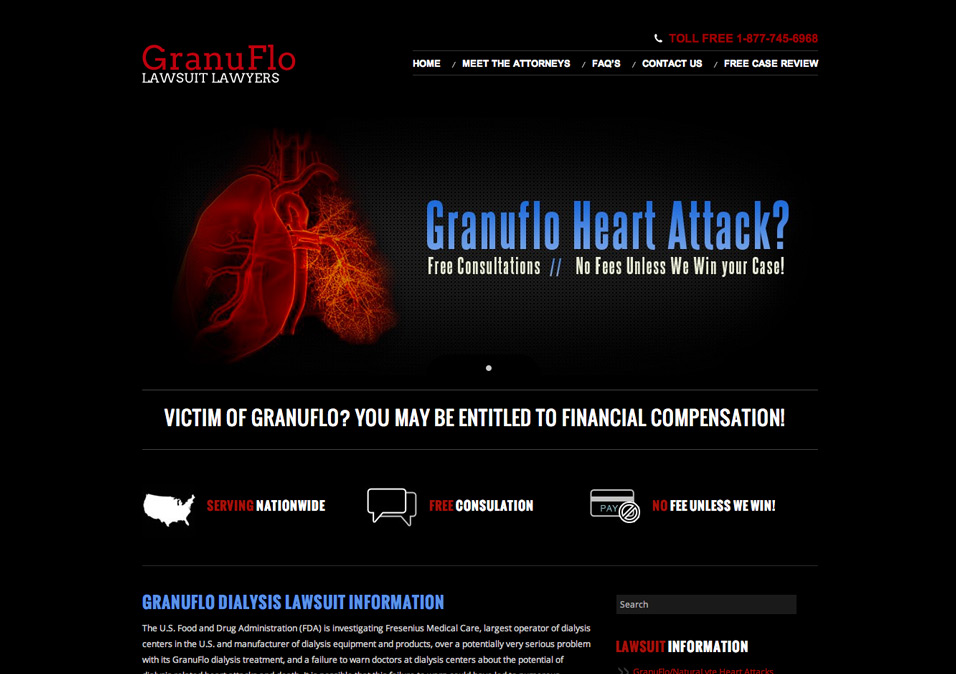 TOLL FREE 1-877-745-6966
GranuFlo
LAWSUIT LAWYERS
HOME / MEET THE ATTORNEYS / FAQ'S / CONTACT US / FREE CASE REVIEW
Granuflo Heart Attack?
Free Consultations // No Fees Unless We Win your Case!
VICTIM OF GRANUFLO? YOU MAY BE ENTITLED TO FINANCIAL COMPENSATION!
SERVING NATIONWIDE
FREE CONSULATION
PAY
NO FEE UNLESS WE WIN!
GRANUFLO DIALYSIS LAWSUIT INFORMATION
The U.S. Food and Drug Administration (FDA) is investigating Fresenius Medical Care, largest operator of dialysis
centers in the U.S. and manufacturer of dialysis equipment and products, over a potentially very serious problem
with its GranuFlo dialysis treatment, and a failure to warn doctors at dialysis centers about the potential of
Search
LAWSUIT INFORMATION
GranuFlo/NaturaLyte Heart Attacks